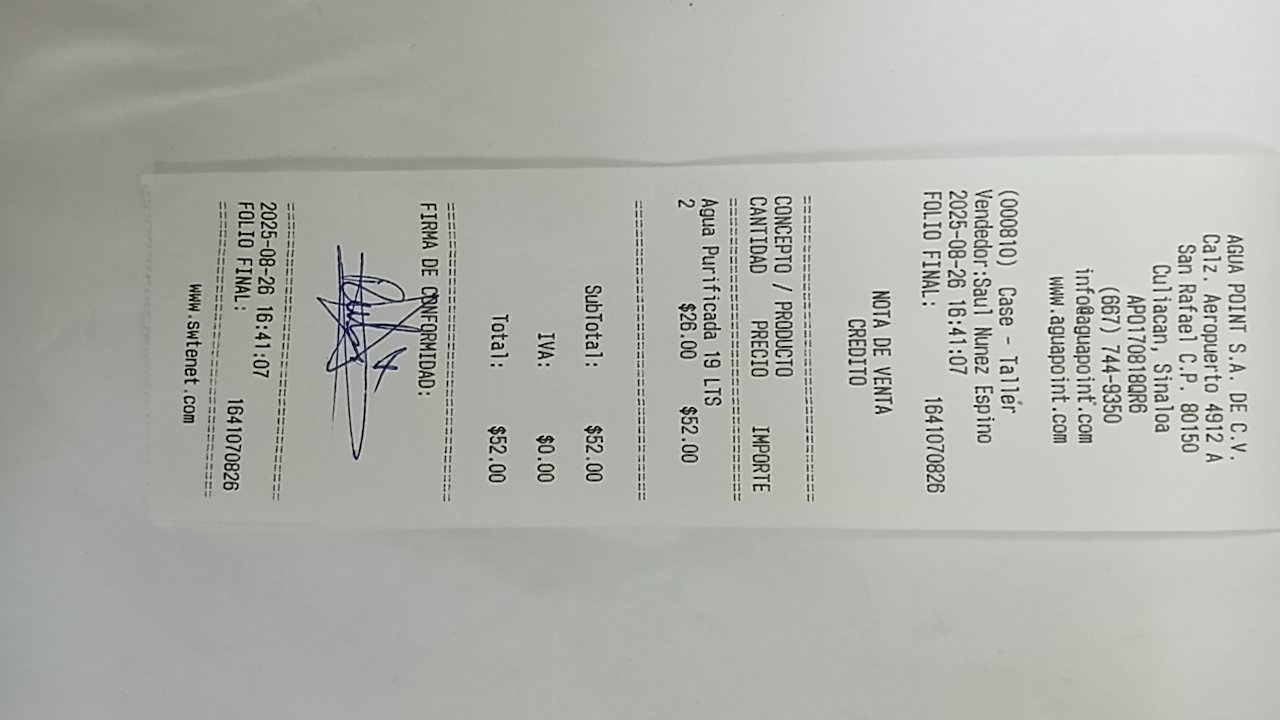 AGUA POINT S.A. DE C.V.
Calz. Aeropuerto 4912 A
San Rafael C.P. 80150
Culiacan, Sinaloa
APO170818QR6
(667) 744-9350
info@aguapoint.com
www.aguapoint.com
(000810) Case - Tallér
Vendedor:Saul Nunez Espino
2025-08-26 16:41:07
FOLIO FINAL: 1641070826
NOTA DE VENTA
CREDITO
CONCEPTO / PRODUCTO
CANTIDAD PRECIO IMPORTE
Agua Purificada 19 LTS
2 $26.00 $52.00
SubTotal: $52.00
IVA: $0.00
Total: $52.00
FIRMA DE CONFORMIDAD:
2025-08-26 16:41:07
FOLIO FINAL: 1641070826
www.swtenet.com